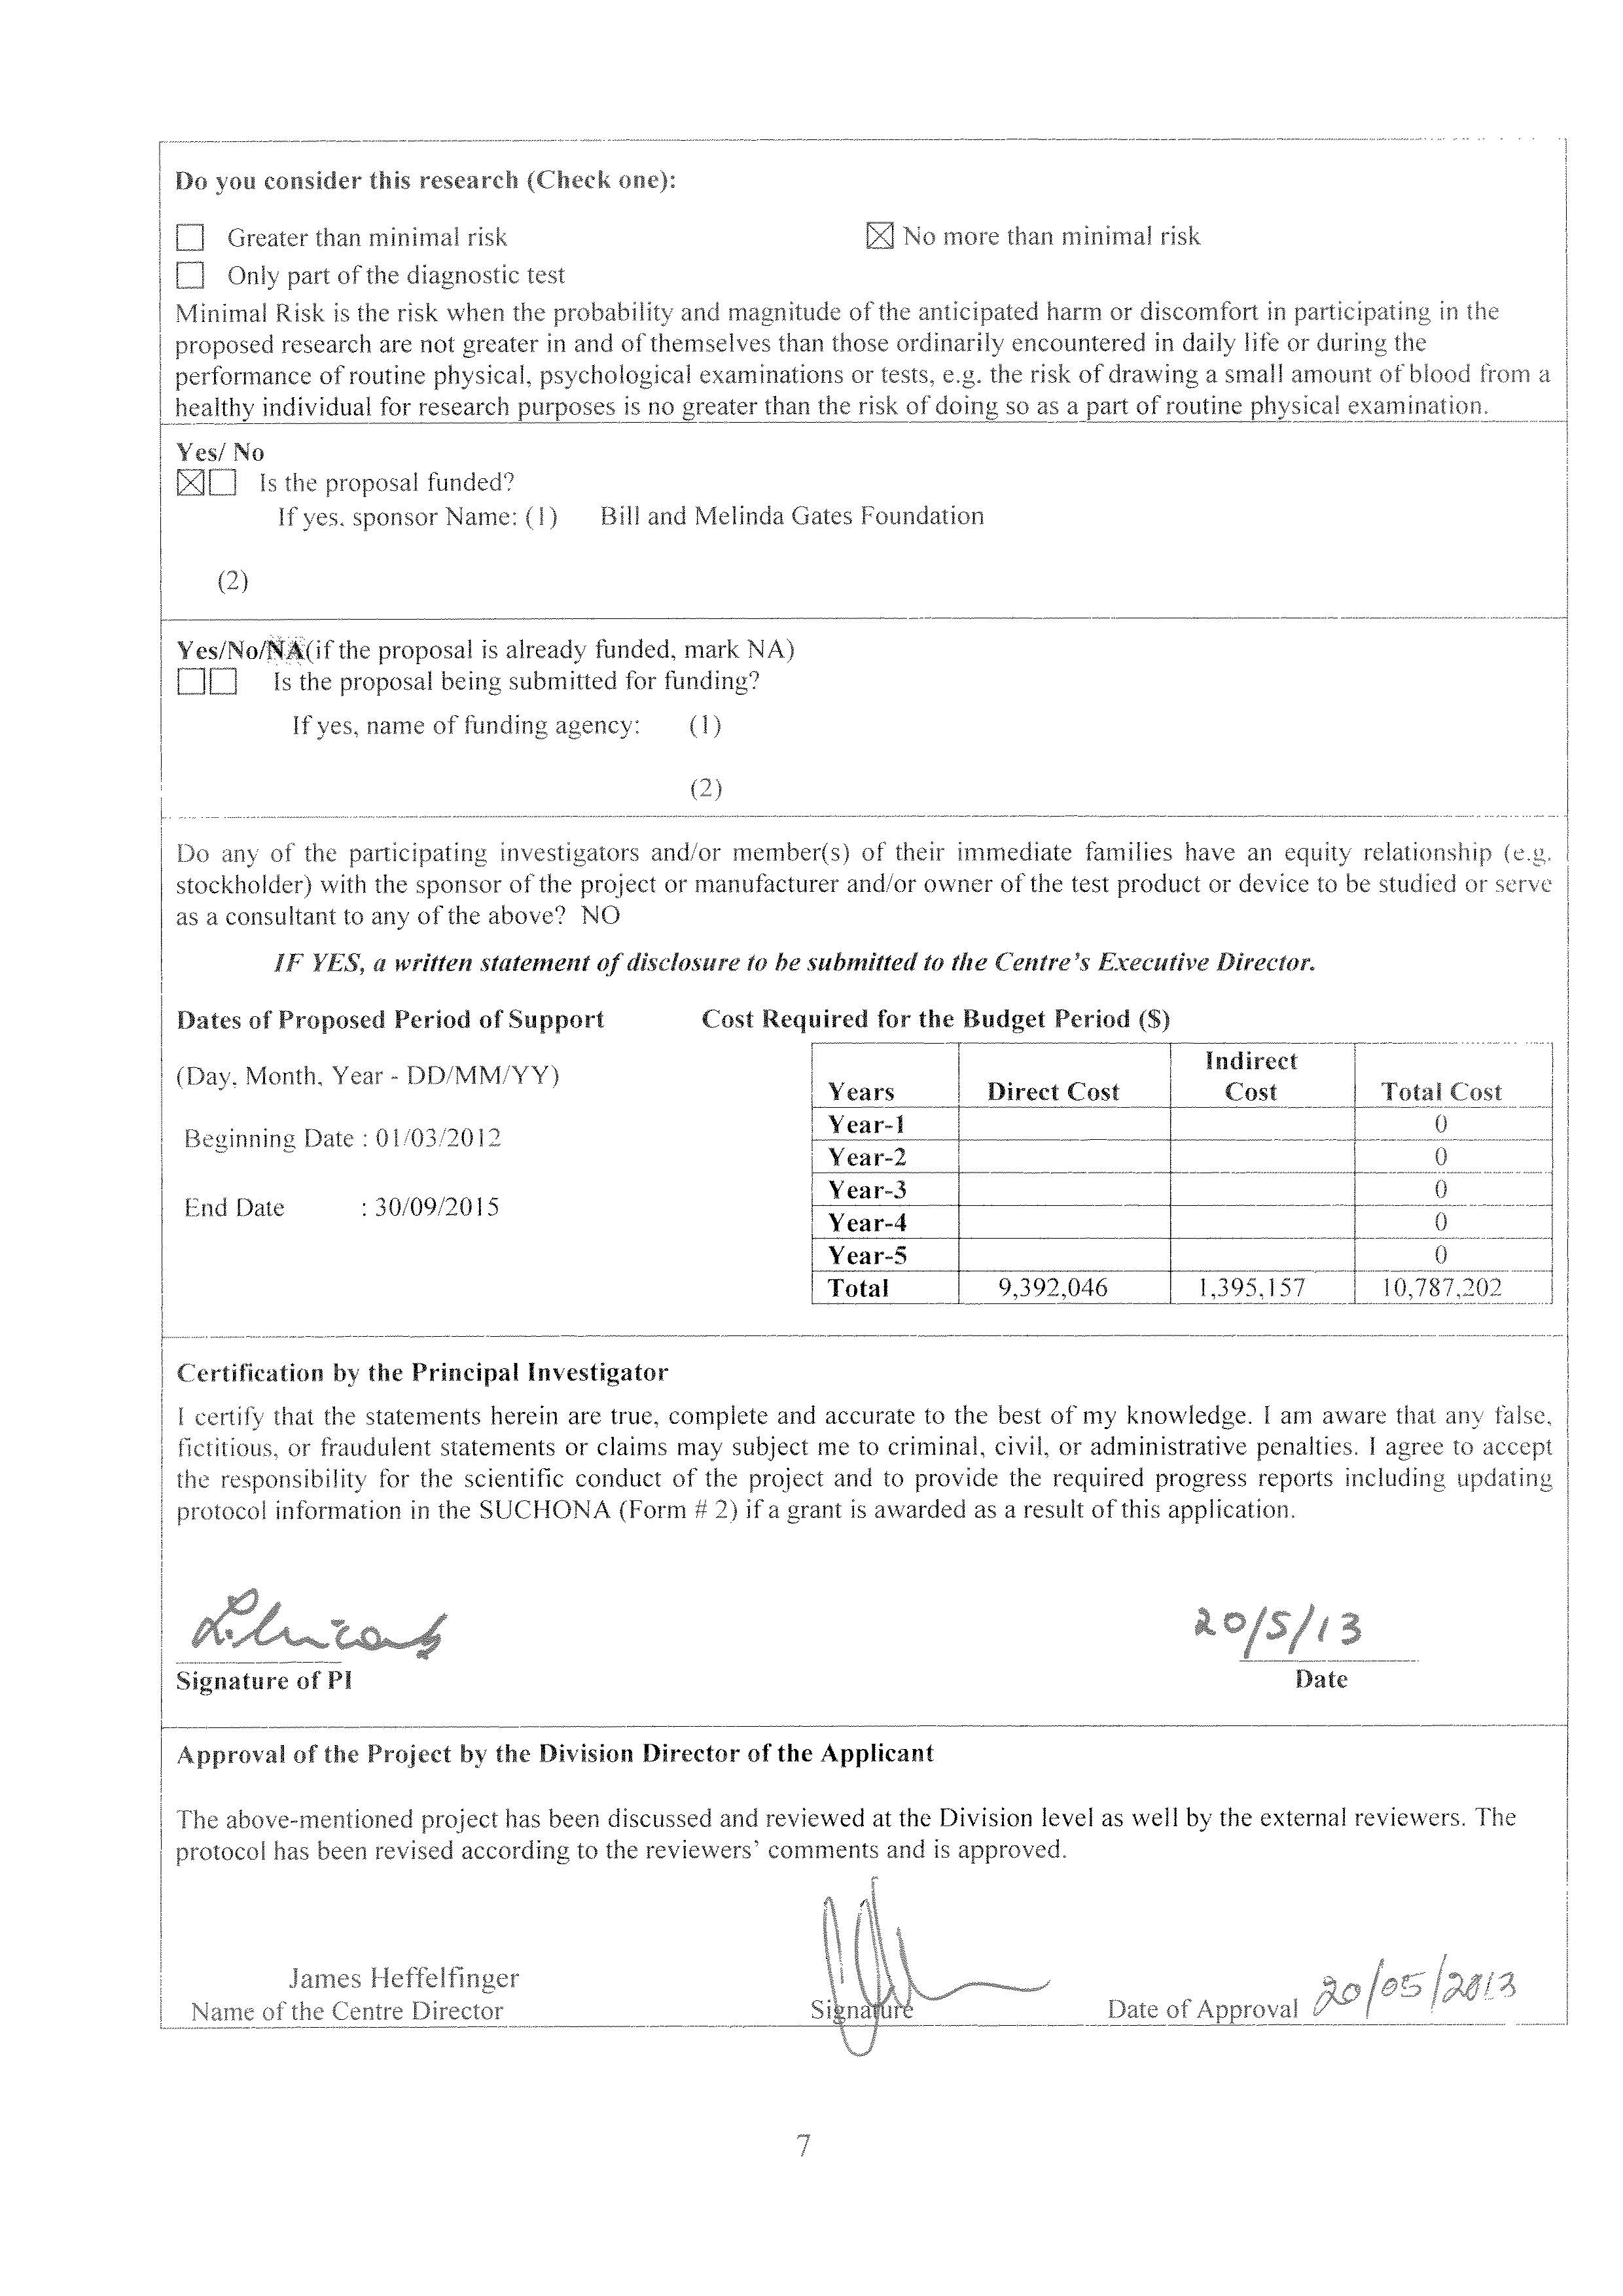 Do you consider this research (Check one):
☐ Greater than minimal risk ☒ No more than minimal risk
☐ Only part of the diagnostic test
Minimal Risk is the risk when the probability and magnitude of the anticipated harm or discomfort in participating in the
proposed research are not greater in and of themselves than those ordinarily encountered in daily life or during the
performance of routine physical, psychological examinations or tests, e.g. the risk of drawing a small amount of blood from a
healthy individual for research purposes is no greater than the risk of doing so as a part of routine physical examination.
Yes/ No
☒☐ Is the proposal funded?
If yes. sponsor Name: (1) Bill and Melinda Gates Foundation
(2)
Yes/No/NA(if the proposal is already funded, mark NA)
☐☐ Is the proposal being submitted for funding?
If yes, name of funding agency: (1)
(2)
Do any of the participating investigators and/or member(s) of their immediate families have an equity relationship (e.g.
stockholder) with the sponsor of the project or manufacturer and/or owner of the test product or device to be studied or serve
as a consultant to any of the above? NO
IF YES, a written statement of disclosure to be submitted to the Centre's Executive Director.
Dates of Proposed Period of Support Cost Required for the Budget Period ($)
(Day, Month, Year - DD/MM/YY)
Beginning Date : 01/03/2012
End Date : 30/09/2015
Years Direct Cost Indirect Cost Total Cost
Year-1 0
Year-2 0
Year-3 0
Year-4 0
Year-5 0
Total 9,392,046 1,395,157 10,787,202
Certification by the Principal Investigator
I certify that the statements herein are true, complete and accurate to the best of my knowledge. I am aware that any false,
fictitious, or fraudulent statements or claims may subject me to criminal, civil, or administrative penalties. I agree to accept
the responsibility for the scientific conduct of the project and to provide the required progress reports including updating
protocol information in the SUCHONA (Form # 2) if a grant is awarded as a result of this application.
20/5/13
Signature of PI Date
Approval of the Project by the Division Director of the Applicant
The above-mentioned project has been discussed and reviewed at the Division level as well by the external reviewers. The
protocol has been revised according to the reviewers' comments and is approved.
James Heffelfinger
Name of the Centre Director Signature Date of Approval 20/05/2013
7